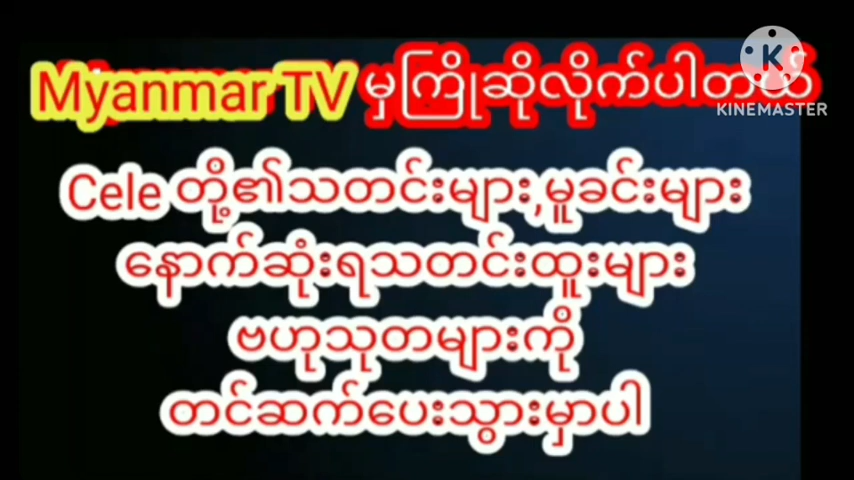 Myanmar TV မှကြိုဆိုလိုက်ပါတယ်
KINEMASTER
Cele တို့၏သတင်းများ,မူခင်းများ
နောက်ဆုံးရသတင်းထူးများ
ဗဟုသုတများကို
တင်ဆက်ပေးသွားမှာပါ